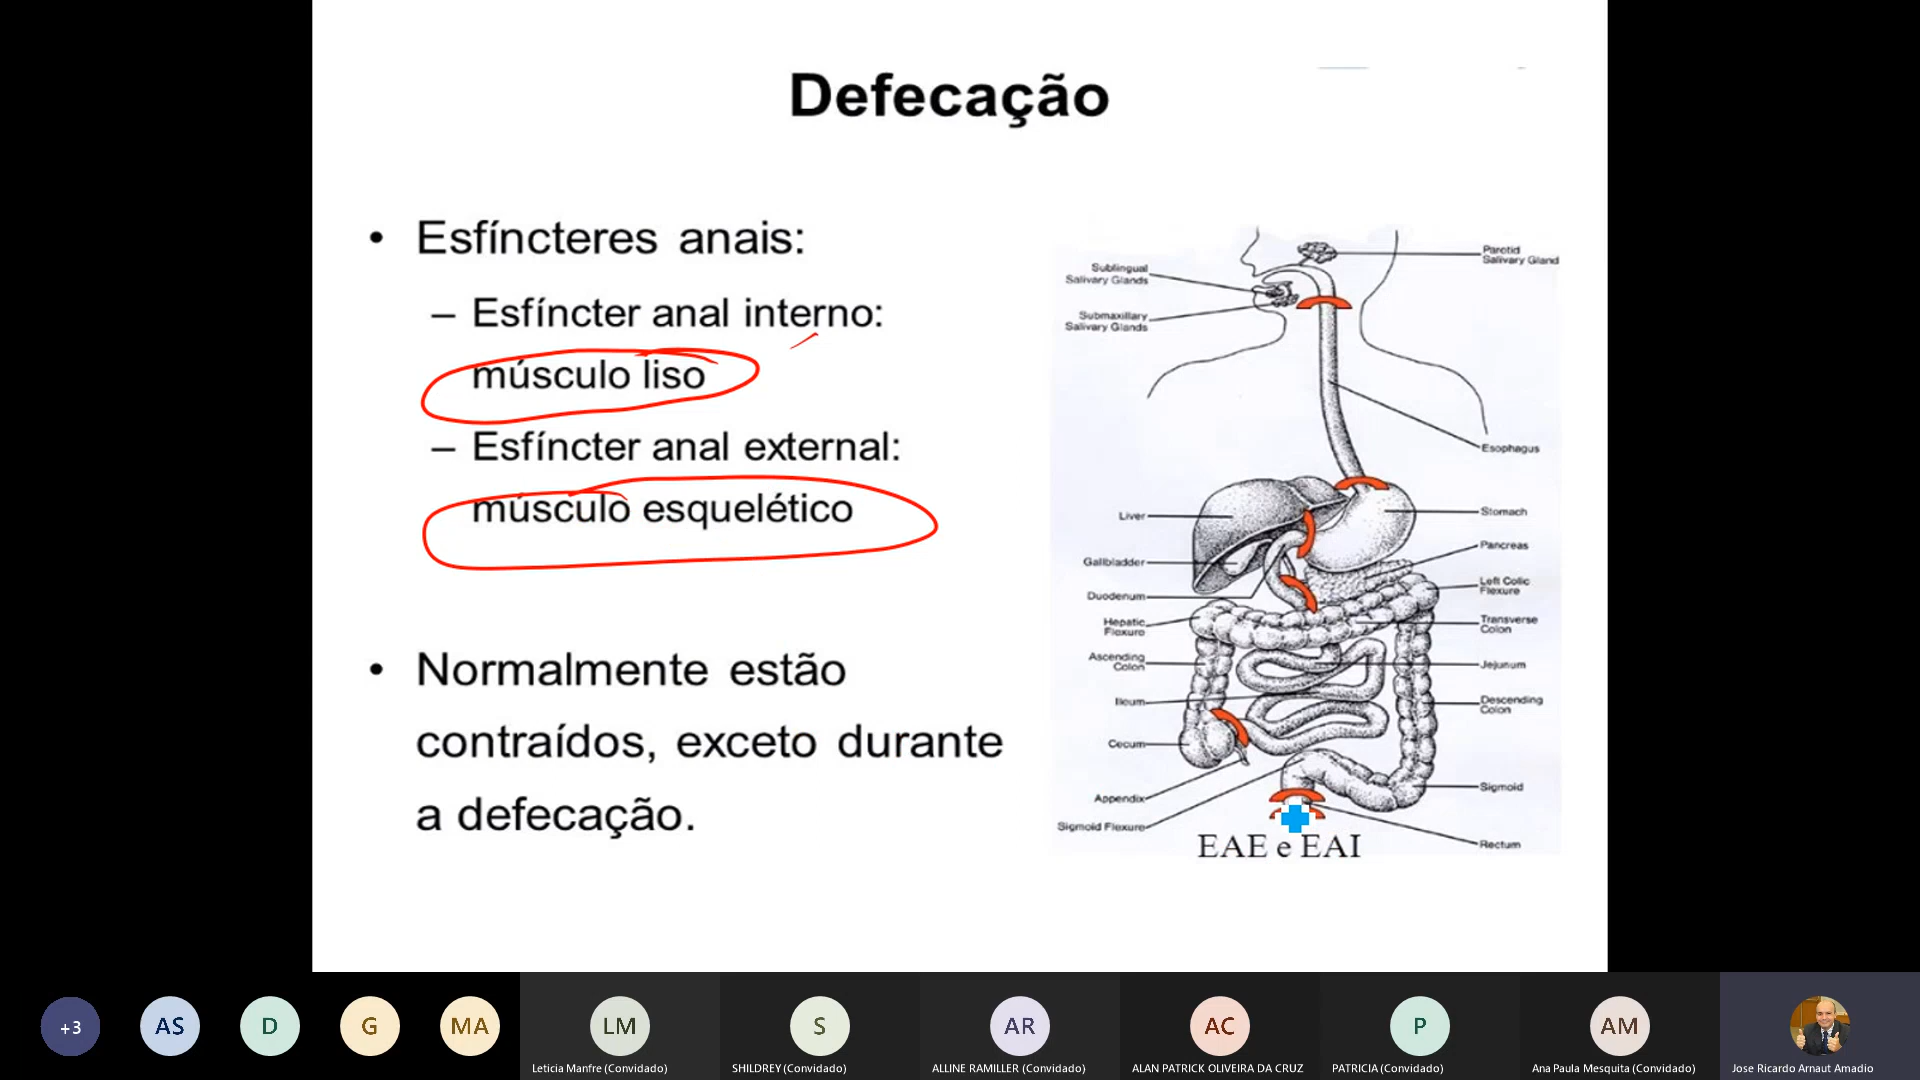 Defecação
• Esfíncteres anais:
– Esfíncter anal interno:
músculo liso
– Esfíncter anal external:
músculo esquelético
• Normalmente estão
contraídos, exceto durante
a defecação.
Parotid
Salivary Gland
Sublingual
Salivary Glands
Submaxillary
Salivary Glands
Esophagus
Liver
Stomach
Pancreas
Gallbladder
Left Colic
Flexure
Duodenum
Hepatic
Flexure
Transverse
Colon
Ascending
Colon
Jejunum
Ileum
Descending
Colon
Cecum
Sigmoid
Appendix
Sigmoid Flexure
Rectum
EAE e EAI
+3
AS
D
G
MA
LM
S
AR
AC
P
AM
Leticia Manfre (Convidado)
SHILDREY (Convidado)
ALLINE RAMILLER (Convidado)
ALAN PATRICK OLIVEIRA DA CRUZ
PATRICIA (Convidado)
Ana Paula Mesquita (Convidado)
Jose Ricardo Arnaut Amadio